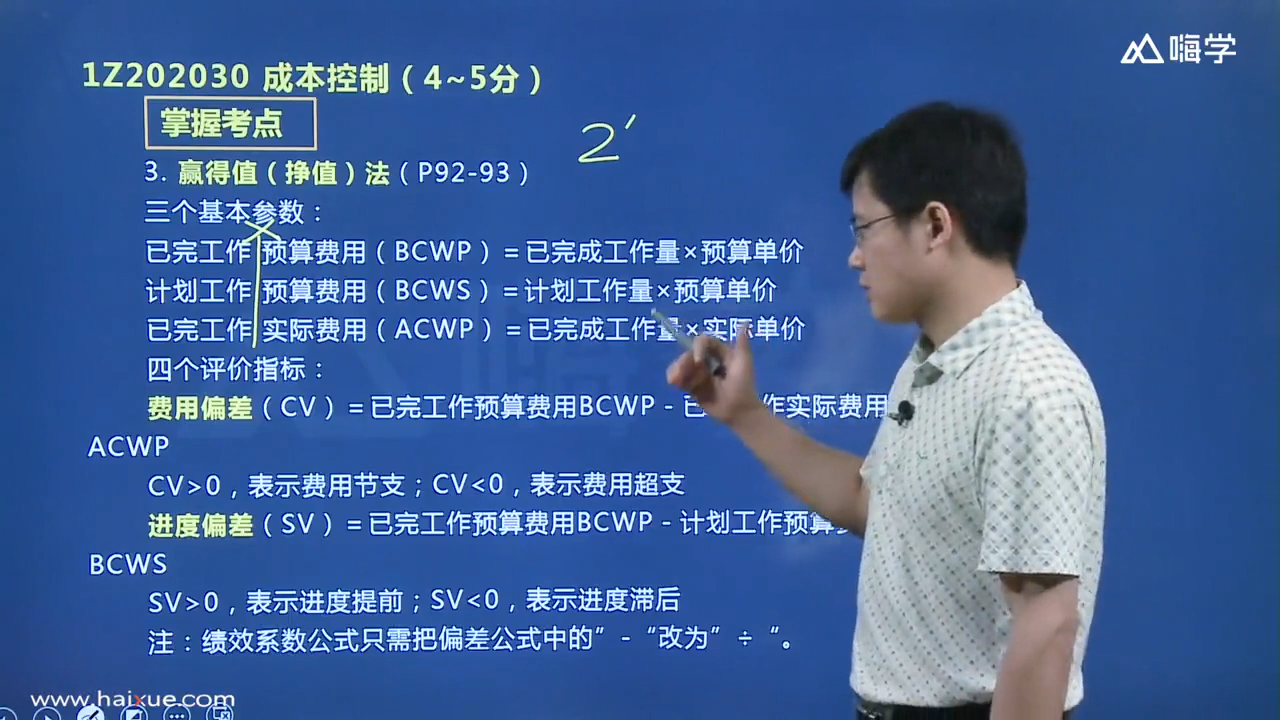 嗨学
1Z202030 成本控制（4~5分）
掌握考点
2′
3. 赢得值（挣值）法（P92-93）
三个基本参数：
已完工作 预算费用（BCWP）＝已完成工作量×预算单价
计划工作 预算费用（BCWS）＝计划工作量×预算单价
已完工作 实际费用（ACWP）＝已完成工作量×实际单价
四个评价指标：
费用偏差（CV）＝已完工作预算费用BCWP－已 作实际费用
ACWP
CV>0，表示费用节支；CV<0，表示费用超支
进度偏差（SV）＝已完工作预算费用BCWP－计划工作预算
BCWS
SV>0，表示进度提前；SV<0，表示进度滞后
注：绩效系数公式只需把偏差公式中的”-“改为”÷“。
www.haixue.com